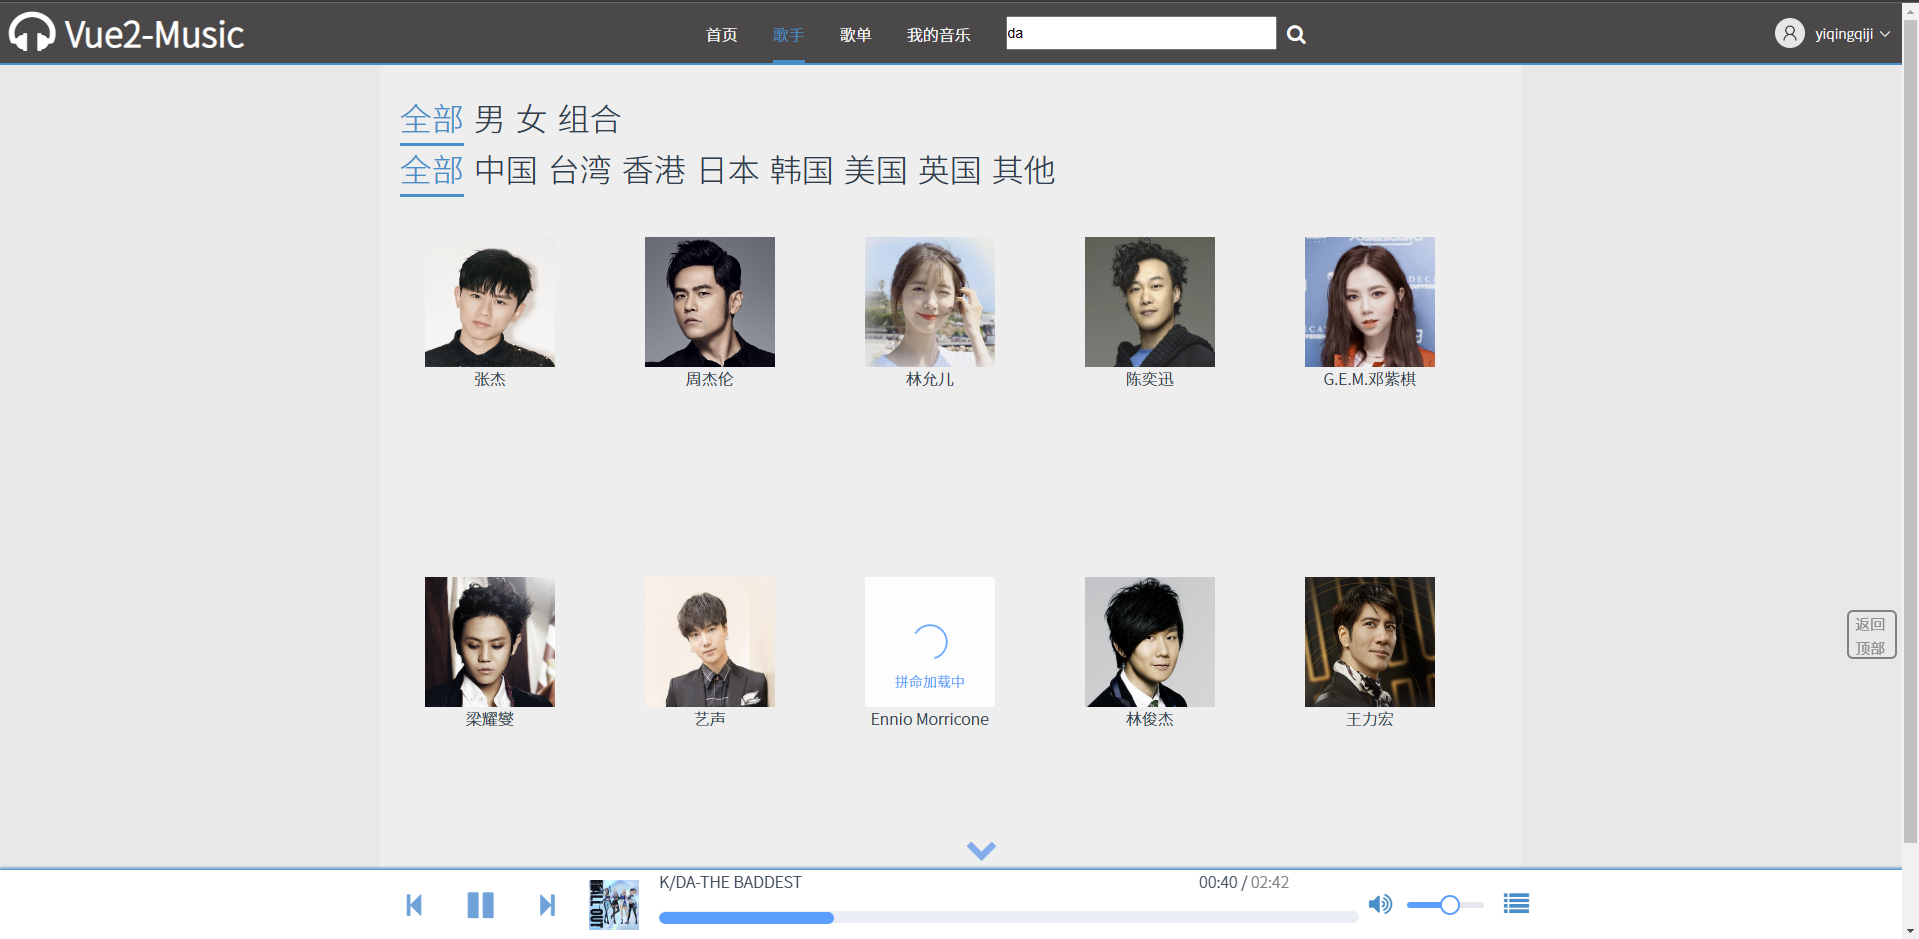 Vue2-Music 首页 歌手 歌单 我的音乐 da yiqingqiji
全部 男 女 组合
全部 中国 台湾 香港 日本 韩国 美国 英国 其他
张杰 周杰伦 林允儿 陈奕迅 G.E.M.邓紫棋
返回
顶部
拼命加载中
梁耀燮 艺声 Ennio Morricone 林俊杰 王力宏
K/DA-THE BADDEST 00:40 / 02:42